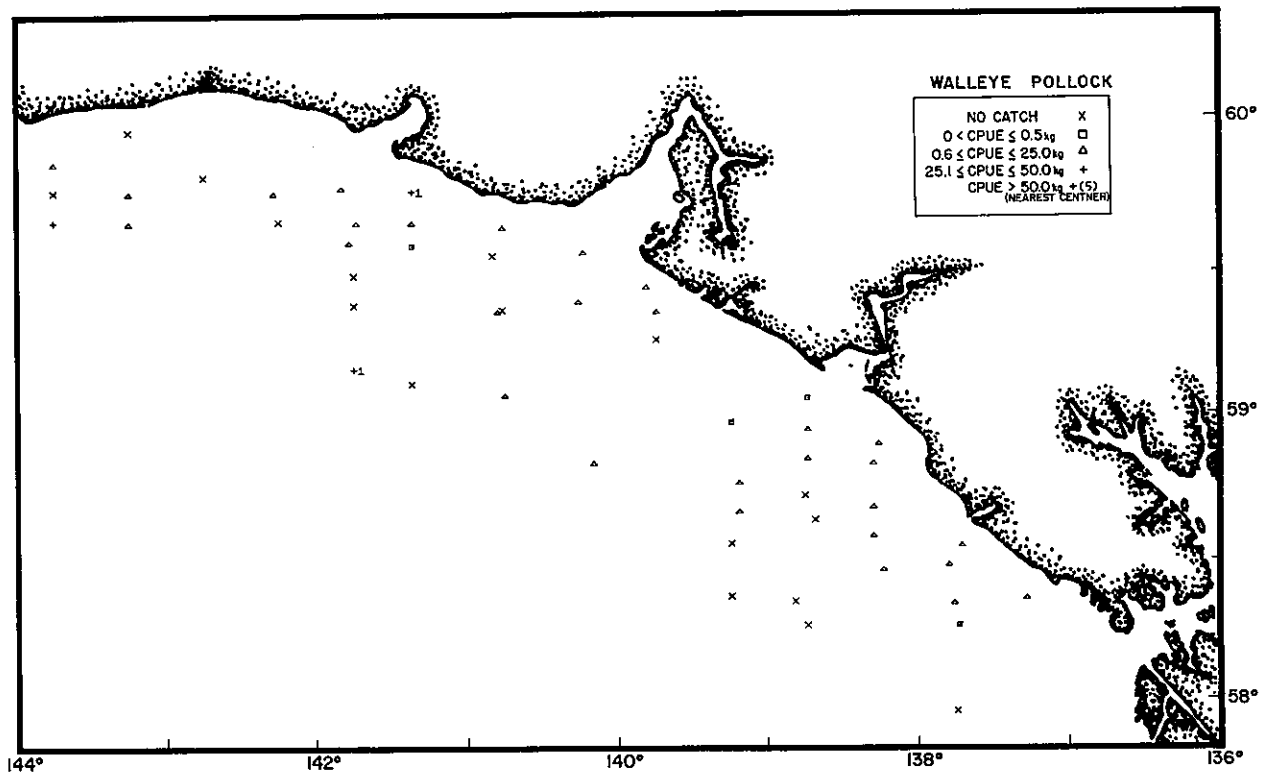 WALLEYE POLLOCK
NO CATCH ×
0 < CPUE ≤ 0.5kg □
0.6 ≤ CPUE ≤ 25.0kg △
25.1 ≤ CPUE ≤ 50.0kg +
CPUE > 50.0kg +(5)
(NEAREST CENTNER)
60°
+1
+1
59°
58°
144° 142° 140° 138° 136°